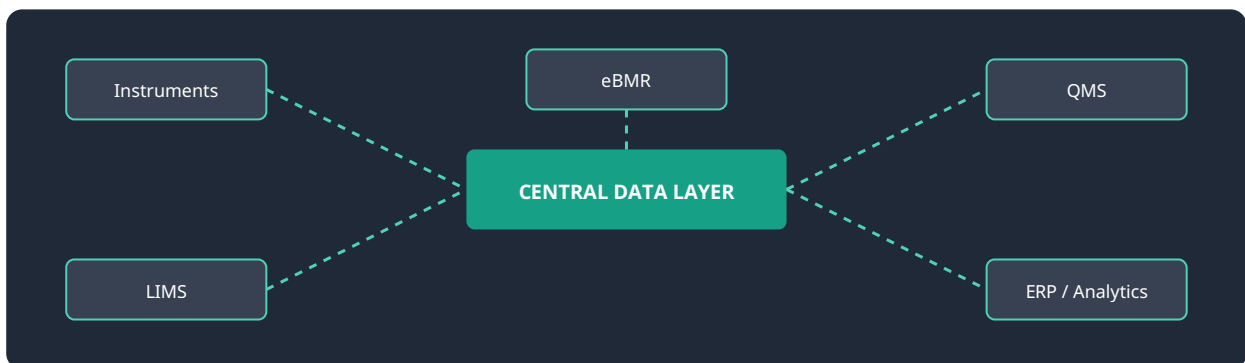 Instruments
eBMR
QMS
CENTRAL DATA LAYER
LIMS
ERP / Analytics